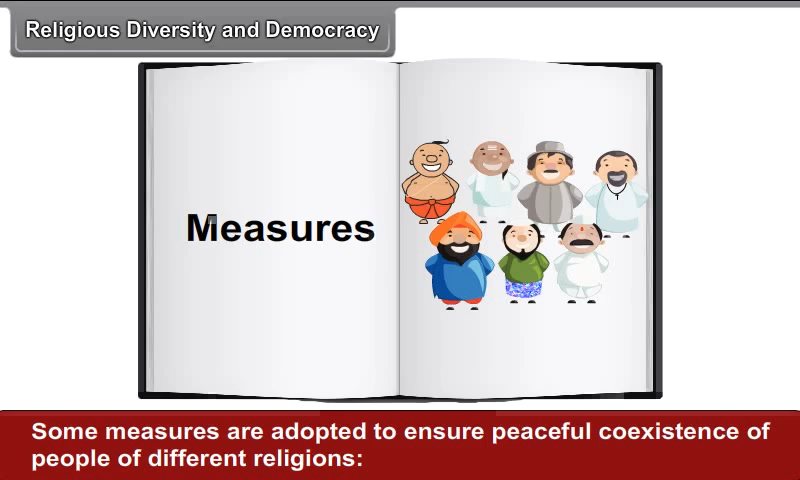 Religious Diversity and Democracy
Measures
Some measures are adopted to ensure peaceful coexistence of
people of different religions: